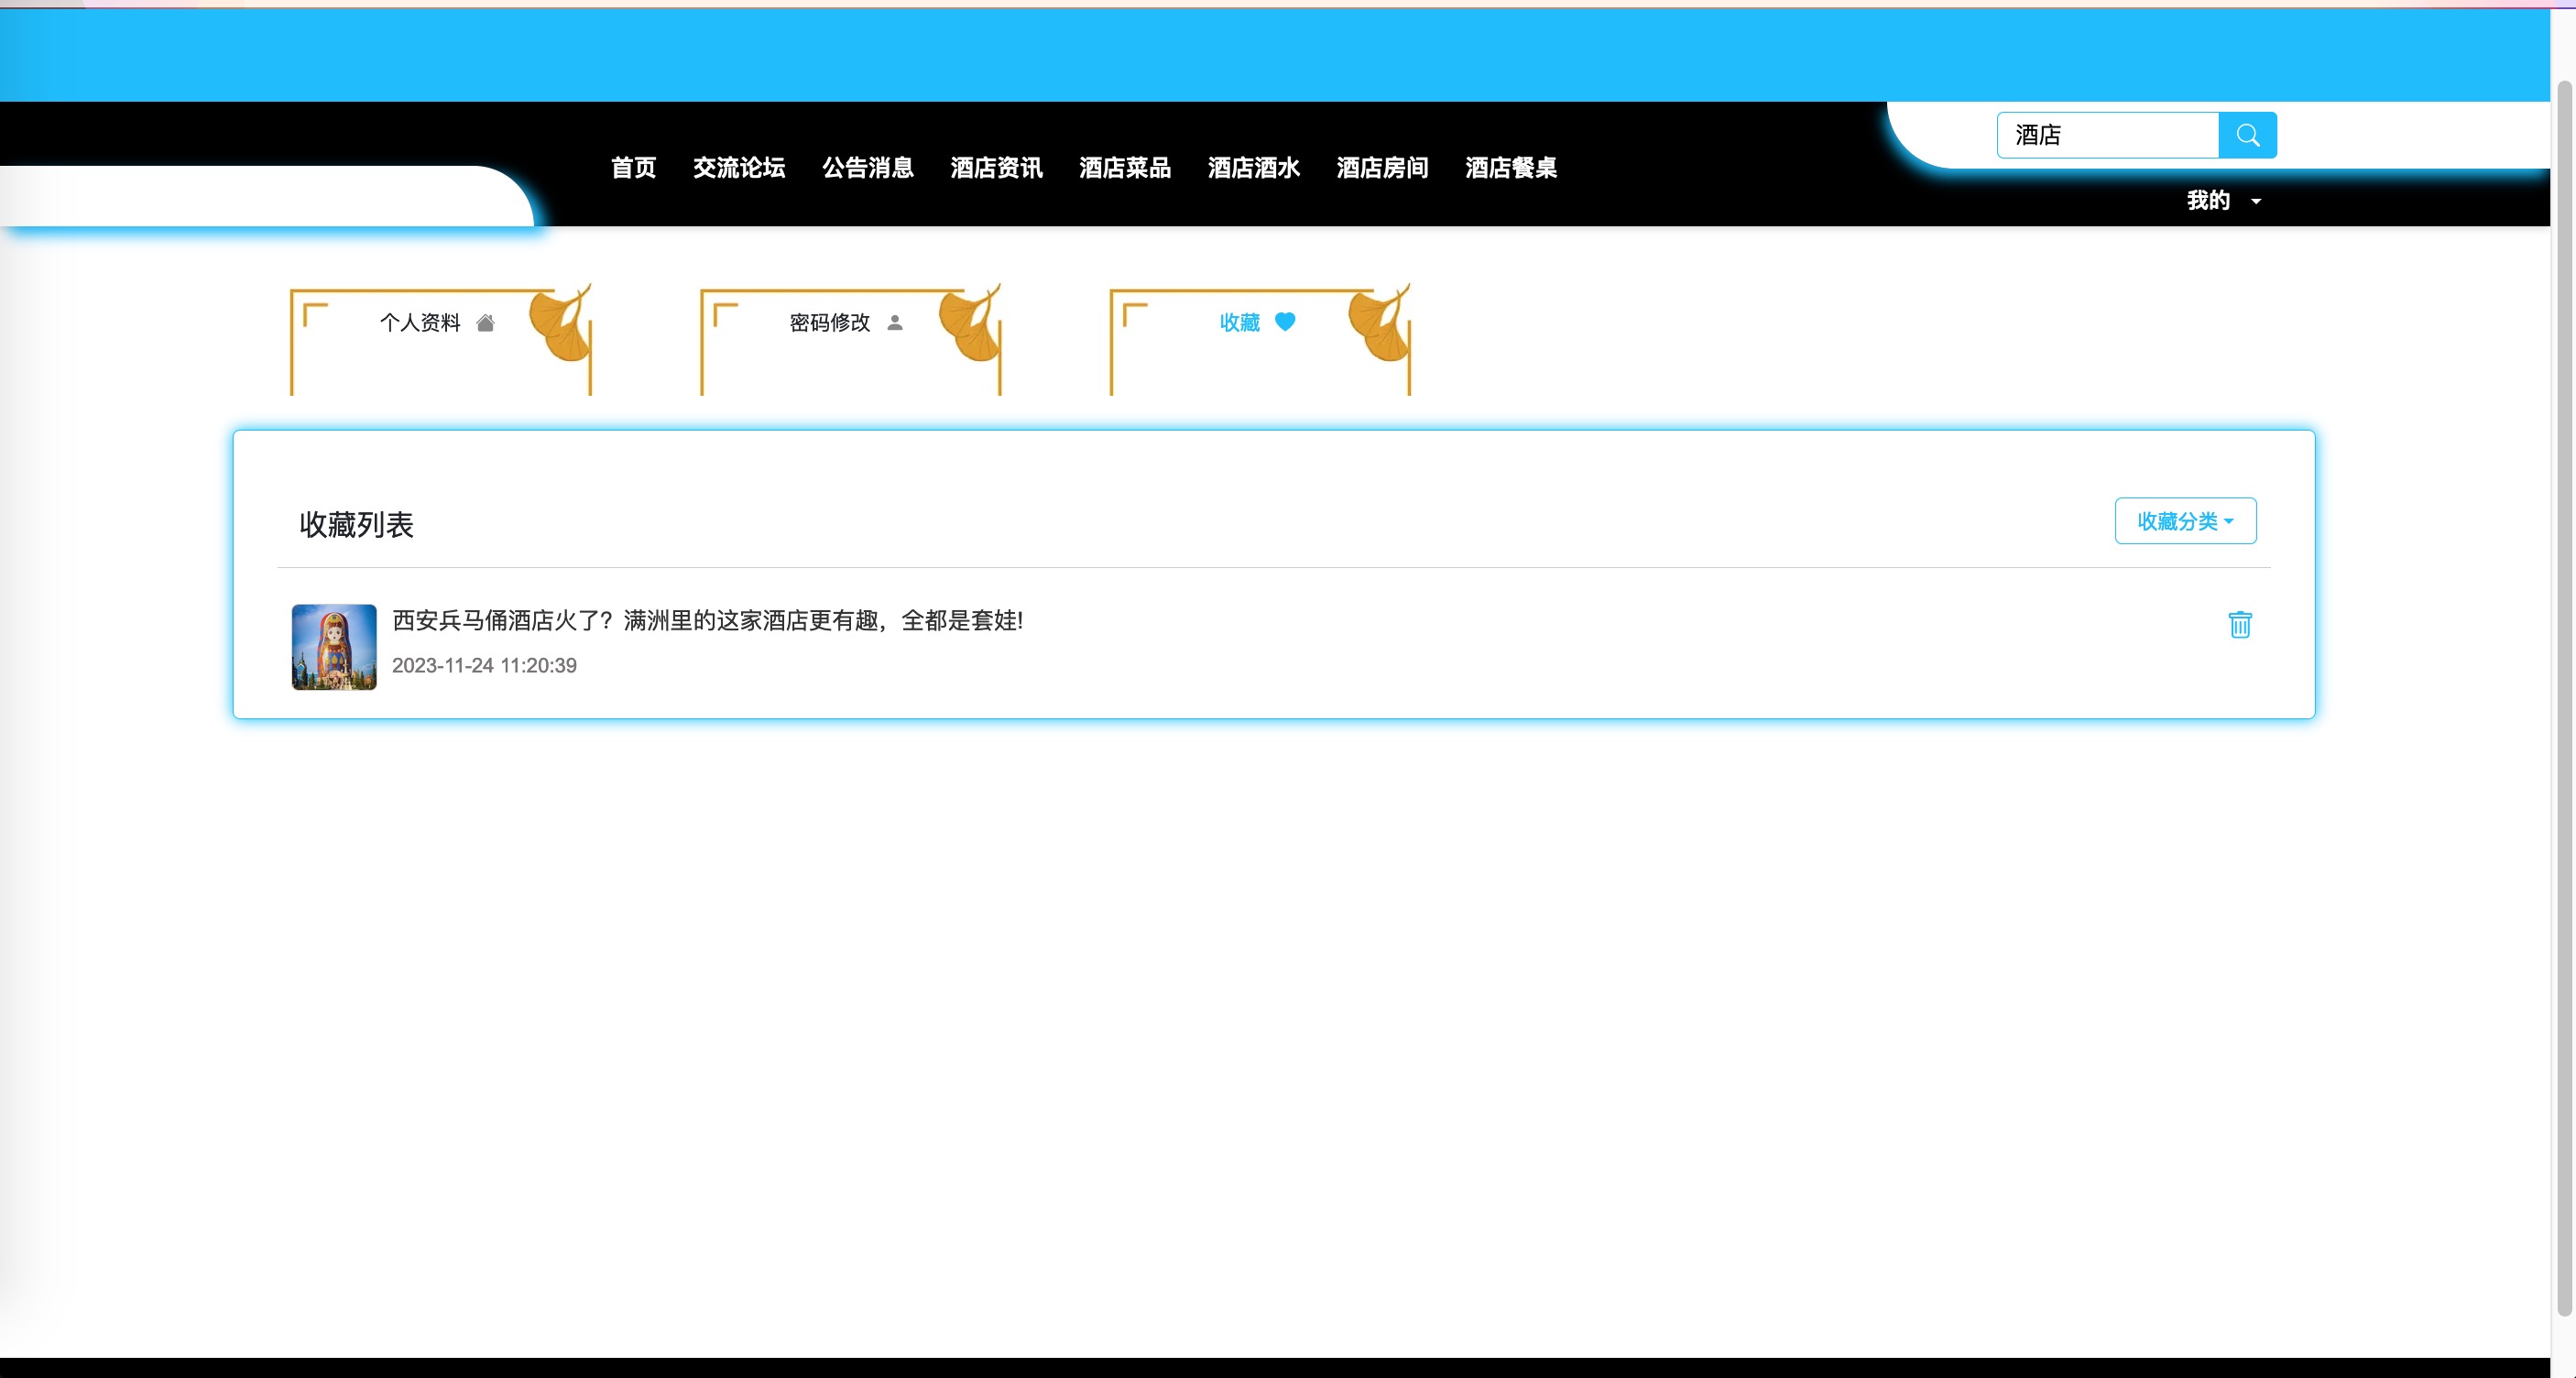 酒店
首页 交流论坛 公告消息 酒店资讯 酒店菜品 酒店酒水 酒店房间 酒店餐桌
我的
个人资料 密码修改 收藏
收藏列表 收藏分类
西安兵马俑酒店火了？满洲里的这家酒店更有趣，全都是套娃!
2023-11-24 11:20:39